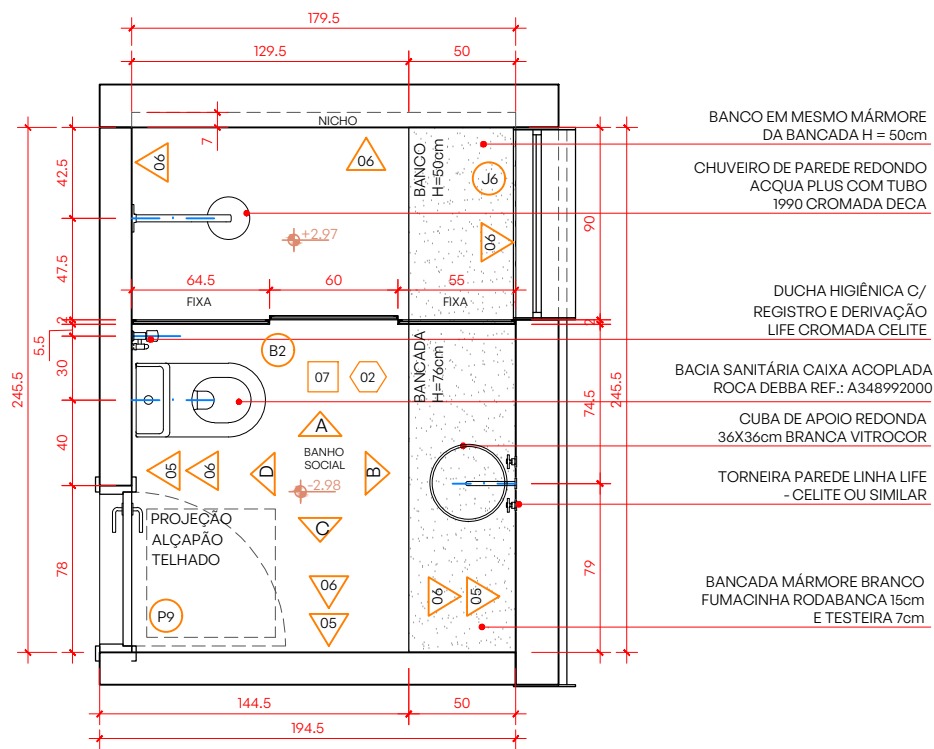 179.5
129.5
50
NICHO
7
42.5
06
06
BANCO
H=50cm
J6
90
BANCO EM MESMO MÁRMORE
DA BANCADA H = 50cm
CHUVEIRO DE PAREDE REDONDO
ACQUA PLUS COM TUBO
1990 CROMADA DECA
+2.97
06
47.5
64.5
60
55
FIXA
FIXA
2
2
5.5
DUCHA HIGIÊNICA C/
REGISTRO E DERIVAÇÃO
LIFE CROMADA CELITE
B2
BANCADA
H=76cm
30
07
02
245.5
245.5
74.5
BACIA SANITÁRIA CAIXA ACOPLADA
ROCA DEBBA REF.: A348992000
CUBA DE APOIO REDONDA
36X36cm BRANCA VITROCOR
A
40
05
06
D
BANHO
SOCIAL
B
-2.98
TORNEIRA PAREDE LINHA LIFE
- CELITE OU SIMILAR
C
PROJEÇÃO
ALÇAPÃO
TELHADO
78
79
06
05
06
05
P9
BANCADA MÁRMORE BRANCO
FUMACINHA RODABANCA 15cm
E TESTEIRA 7cm
144.5
50
194.5